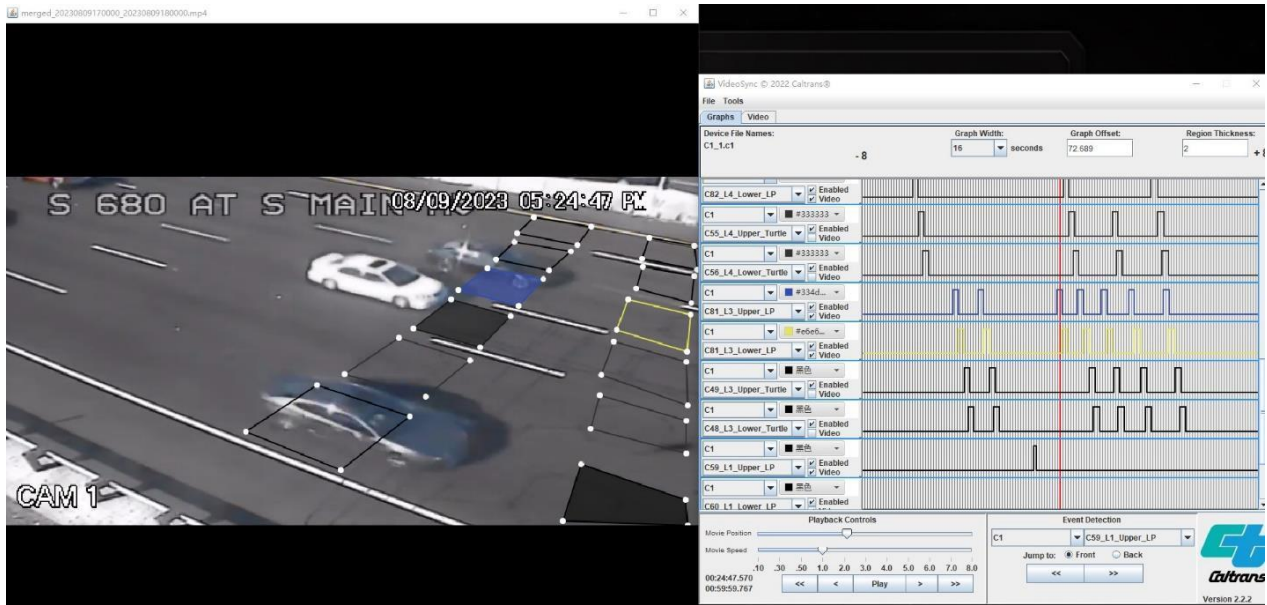 merged_20230809170000_20230809180000.mp4
S 680 AT S MAIN
08/09/2023 05:24:47 PM
CAM 1
VideoSync © 2022 Caltrans®
File Tools
Graphs Video
Device File Names:
C1_1.c1
- 8
Graph Width:
16 seconds
Graph Offset:
72.689
Region Thickness:
2
+ 8
C82_L4_Lower_LP Enabled
Video
C1 #333333
C55_L4_Upper_Turtle Enabled
Video
C1 #333333
C56_L4_Lower_Turtle Enabled
Video
C1 #334d...
C81_L3_Upper_LP Enabled
Video
C1 #e6e6...
C81_L3_Lower_LP Enabled
Video
C1 黑色
C49_L3_Upper_Turtle Enabled
Video
C1 黑色
C48_L3_Lower_Turtle Enabled
Video
C1 黑色
C59_L1_Upper_LP Enabled
Video
C1 黑色
C60_L1_Lower_LP Enabled
Playback Controls
Movie Position
Movie Speed
.10 .30 .50 1.0 2.0 3.0 4.0 5.0 6.0 7.0 8.0
00:24:47.570
00:59:59.767
<< < Play > >>
Event Detection
C1 C59_L1_Upper_LP
Jump to: Front Back
<< >>
Caltrans
Version 2.2.2